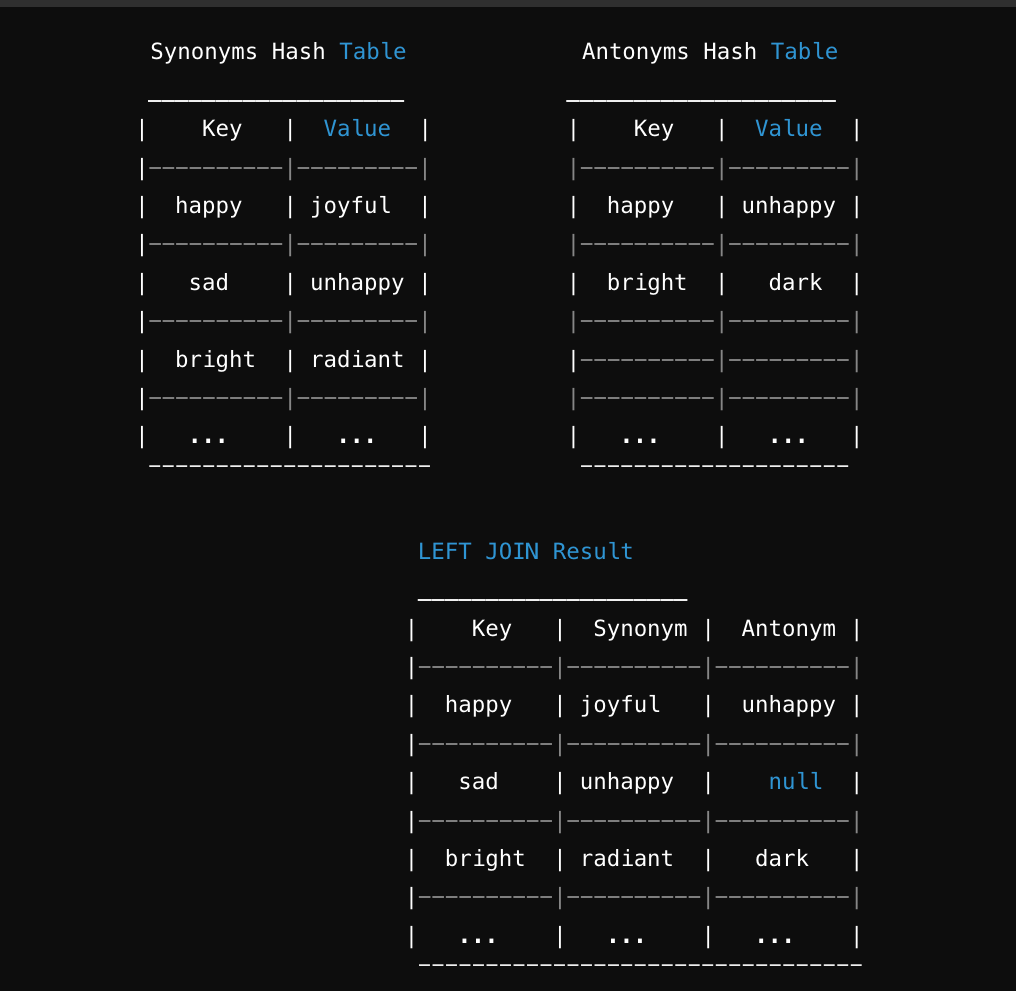 Synonyms Hash Table
Antonyms Hash Table
| Key | Value |
| Key | Value |
| happy | joyful |
| happy | unhappy |
| sad | unhappy |
| bright | dark |
| bright | radiant |
| ... | ... |
| ... | ... |
LEFT JOIN Result
| Key | Synonym | Antonym |
| happy | joyful | unhappy |
| sad | unhappy | null |
| bright | radiant | dark |
| ... | ... | ... |